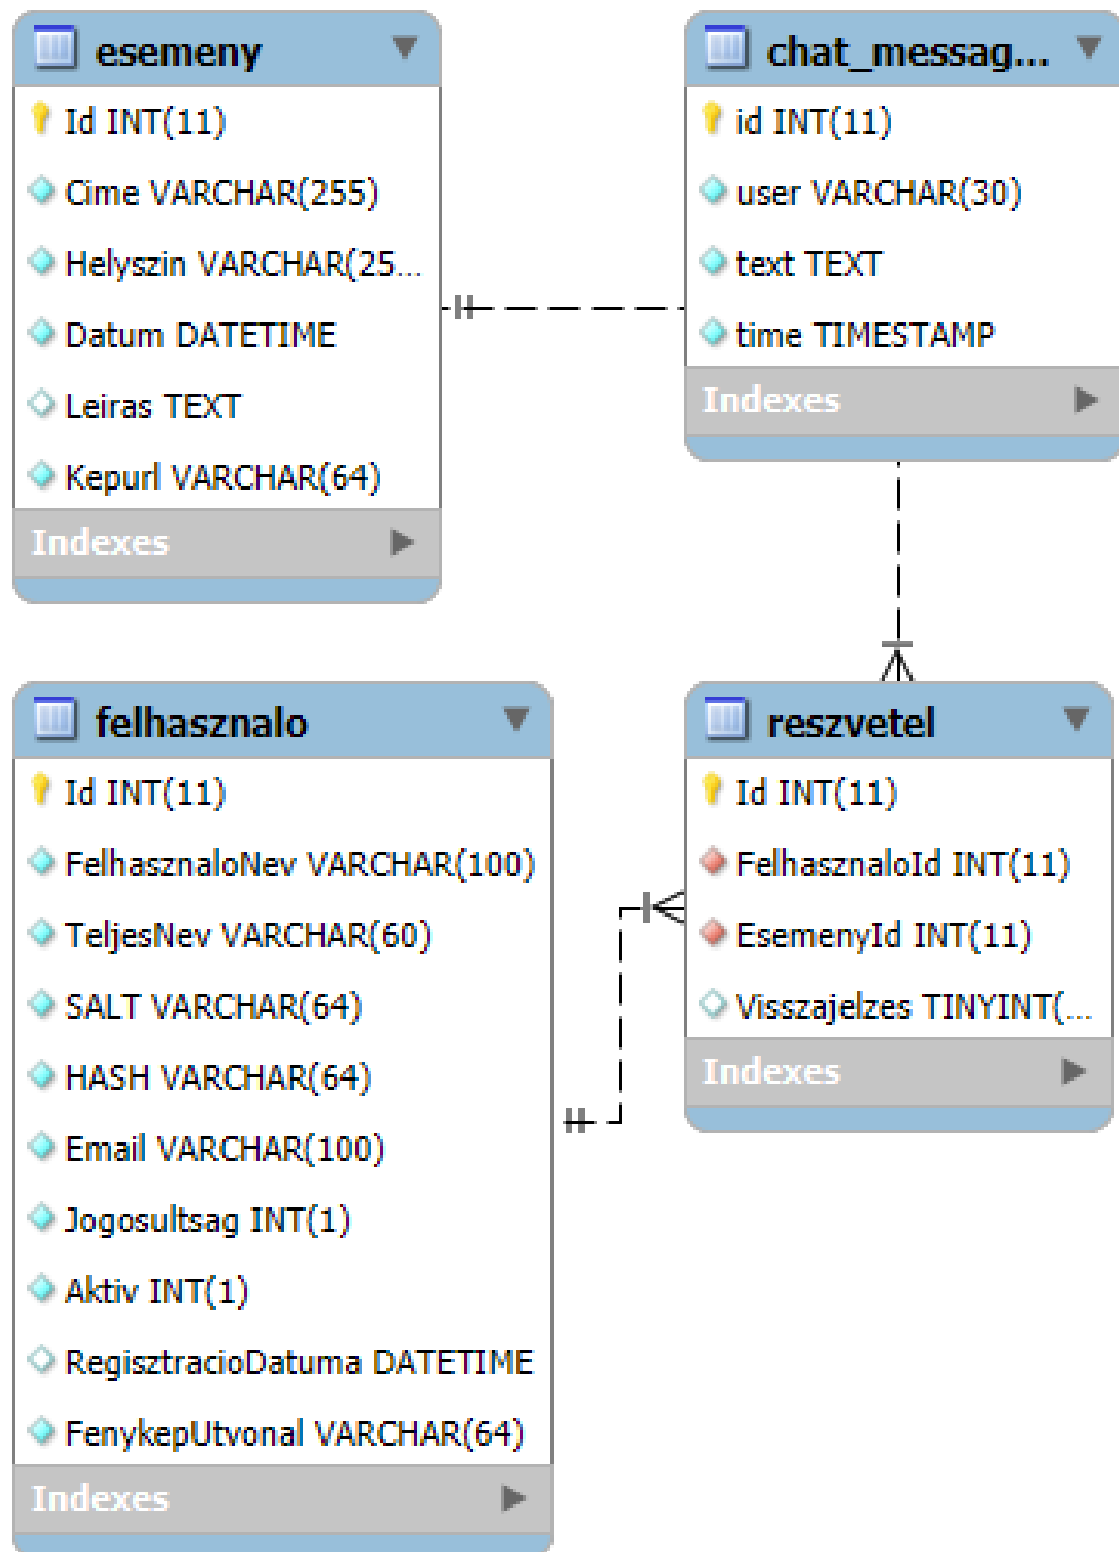 esemeny
Id INT(11)
Cime VARCHAR(255)
Helyszin VARCHAR(25...
Datum DATETIME
Leiras TEXT
Kepurl VARCHAR(64)
Indexes
chat_messag...
id INT(11)
user VARCHAR(30)
text TEXT
time TIMESTAMP
Indexes
felhasznalo
Id INT(11)
FelhasznaloNev VARCHAR(100)
TeljesNev VARCHAR(60)
SALT VARCHAR(64)
HASH VARCHAR(64)
Email VARCHAR(100)
Jogosultsag INT(1)
Aktiv INT(1)
RegisztracioDatuma DATETIME
FenykepUtvonal VARCHAR(64)
Indexes
reszvetel
Id INT(11)
FelhasznaloId INT(11)
EsemenyId INT(11)
Visszajelzes TINYINT(...
Indexes